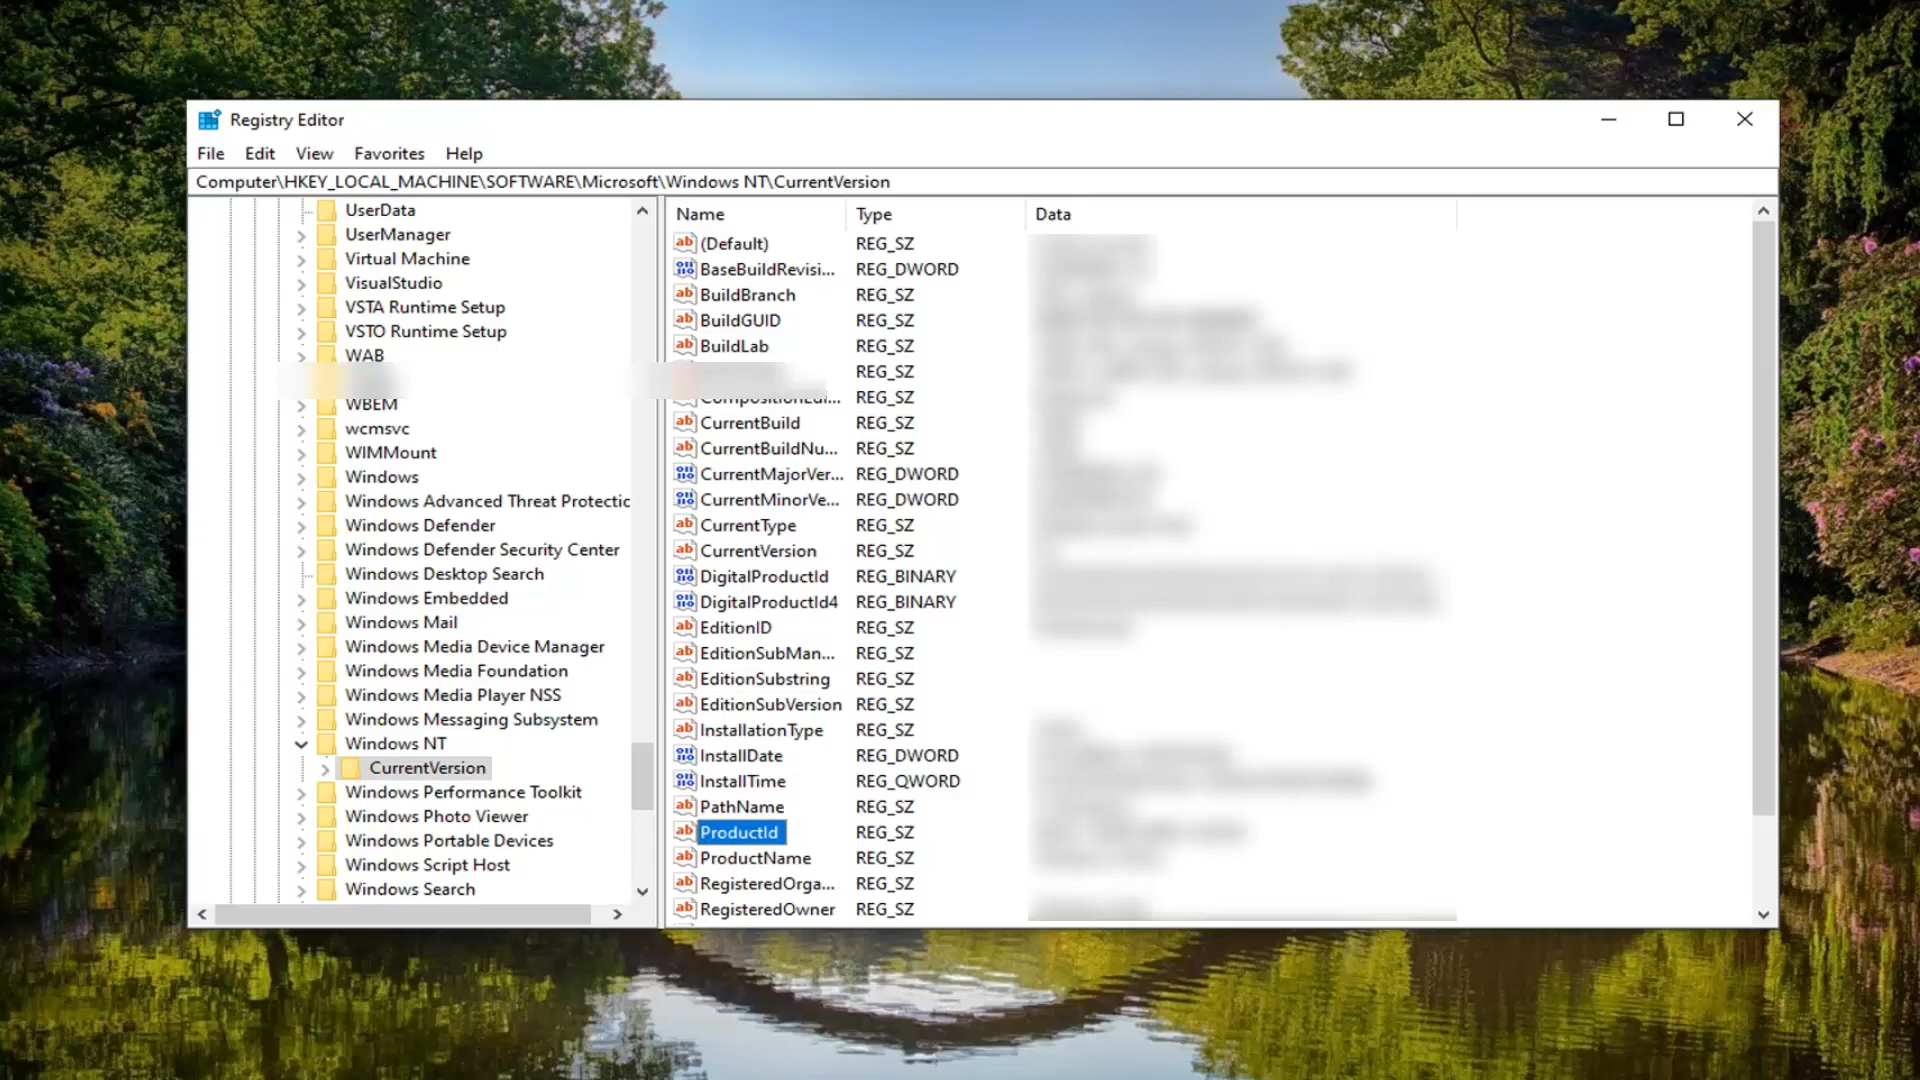 Registry Editor
File Edit View Favorites Help
Computer\HKEY_LOCAL_MACHINE\SOFTWARE\Microsoft\Windows NT\CurrentVersion
UserData
UserManager
Virtual Machine
VisualStudio
VSTA Runtime Setup
VSTO Runtime Setup
WAB
WBEM
wcmsvc
WIMMount
Windows
Windows Advanced Threat Protectic
Windows Defender
Windows Defender Security Center
Windows Desktop Search
Windows Embedded
Windows Mail
Windows Media Device Manager
Windows Media Foundation
Windows Media Player NSS
Windows Messaging Subsystem
Windows NT
CurrentVersion
Windows Performance Toolkit
Windows Photo Viewer
Windows Portable Devices
Windows Script Host
Windows Search
Name Type Data
(Default) REG_SZ
BaseBuildRevisi... REG_DWORD
BuildBranch REG_SZ
BuildGUID REG_SZ
BuildLab REG_SZ
REG_SZ
CompositionEdi... REG_SZ
CurrentBuild REG_SZ
CurrentBuildNu... REG_SZ
CurrentMajorVer... REG_DWORD
CurrentMinorVe... REG_DWORD
CurrentType REG_SZ
CurrentVersion REG_SZ
DigitalProductId REG_BINARY
DigitalProductId4 REG_BINARY
EditionID REG_SZ
EditionSubMan... REG_SZ
EditionSubstring REG_SZ
EditionSubVersion REG_SZ
InstallationType REG_SZ
InstallDate REG_DWORD
InstallTime REG_QWORD
PathName REG_SZ
ProductId REG_SZ
ProductName REG_SZ
RegisteredOrga... REG_SZ
RegisteredOwner REG_SZ